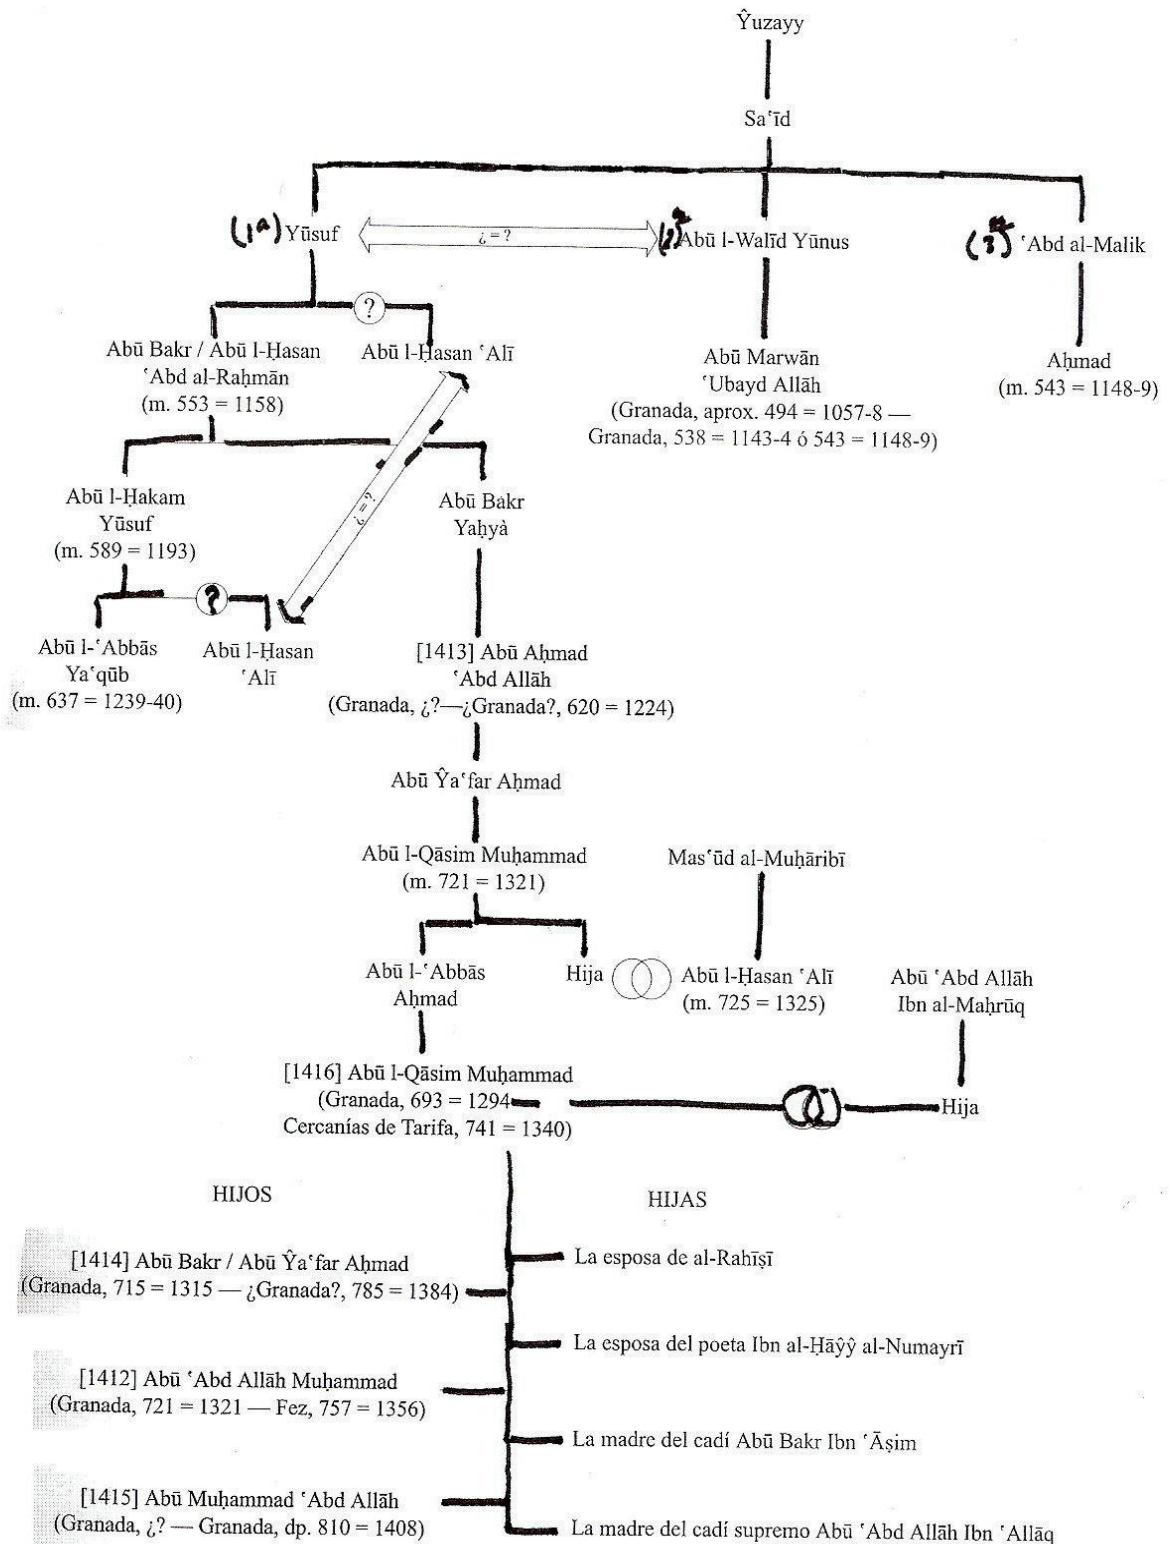 Ŷuzayy
Saʿīd
(1ª) Yūsuf
¿ = ?
(2)ª Abū l-Walīd Yūnus
(3)ª ʿAbd al-Malik
?
Abū Bakr / Abū l-Ḥasan
ʿAbd al-Raḥmān
(m. 553 = 1158)
Abū l-Ḥasan ʿAlī
Abū Marwān
ʿUbayd Allāh
(Granada, aprox. 494 = 1057-8 —
Granada, 538 = 1143-4 ó 543 = 1148-9)
Aḥmad
(m. 543 = 1148-9)
Abū l-Ḥakam
Yūsuf
(m. 589 = 1193)
¿ = ?
Abū Bakr
Yaḥyà
?
Abū l-ʿAbbās
Yaʿqūb
(m. 637 = 1239-40)
Abū l-Ḥasan
ʿAlī
[1413] Abū Aḥmad
ʿAbd Allāh
(Granada, ¿?—¿Granada?, 620 = 1224)
Abū Ŷaʿfar Aḥmad
Abū l-Qāsim Muḥammad
(m. 721 = 1321)
Masʿūd al-Muḥāribī
Abū l-ʿAbbās
Aḥmad
Hija
Abū l-Ḥasan ʿAlī
(m. 725 = 1325)
Abū ʿAbd Allāh
Ibn al-Maḥrūq
[1416] Abū l-Qāsim Muḥammad
(Granada, 693 = 1294
Cercanías de Tarifa, 741 = 1340)
Hija
HIJOS
HIJAS
[1414] Abū Bakr / Abū Ŷaʿfar Aḥmad
(Granada, 715 = 1315 — ¿Granada?, 785 = 1384)
La esposa de al-Rahīṣī
La esposa del poeta Ibn al-Ḥāŷŷ al-Numayrī
[1412] Abū ʿAbd Allāh Muḥammad
(Granada, 721 = 1321 — Fez, 757 = 1356)
La madre del cadí Abū Bakr Ibn ʿĀṣim
[1415] Abū Muḥammad ʿAbd Allāh
(Granada, ¿? — Granada, dp. 810 = 1408)
La madre del cadí supremo Abū ʿAbd Allāh Ibn ʿAllāq